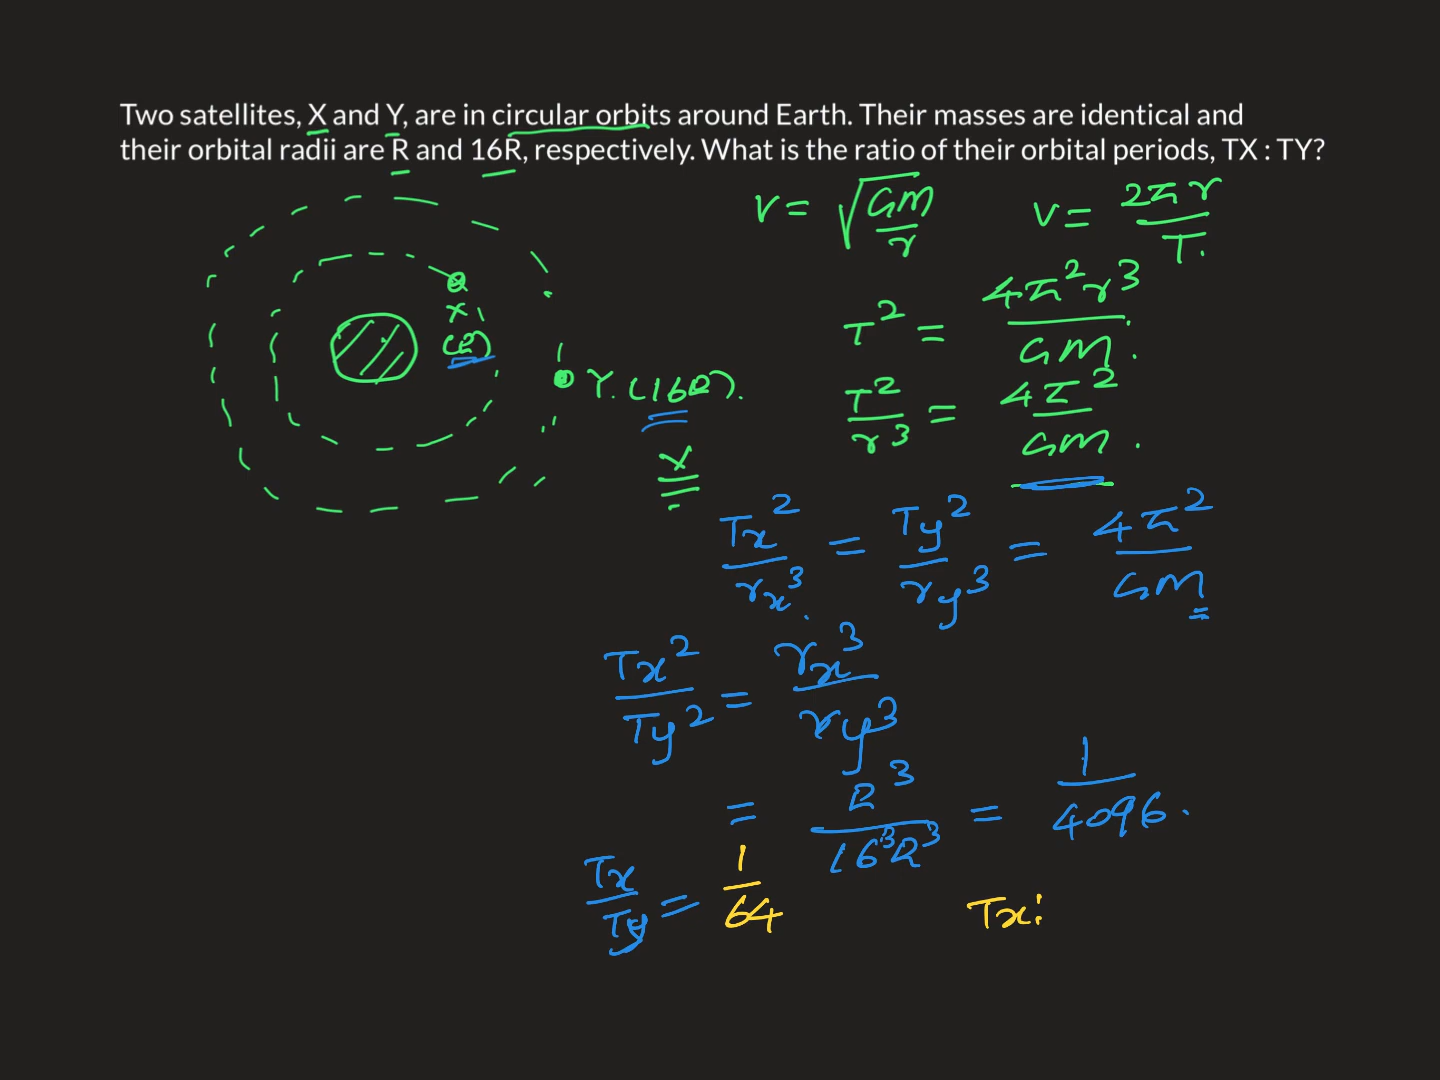 Two satellites, X and Y, are in circular orbits around Earth. Their masses are identical and
their orbital radii are R and 16R, respectively. What is the ratio of their orbital periods, TX : TY?
v = √(GM/r) v = 2πr/T.
T² = 4π²r³/GM.
X
(R)
Y. (16R).
T²/r³ = 4π²/GM.
Y
Tx²/rx³ = Ty²/ry³ = 4π²/GM
Tx²/Ty² = rx³/ry³
= R³/16³R³ = 1/4096.
Tx/Ty = 1/64 Tx: